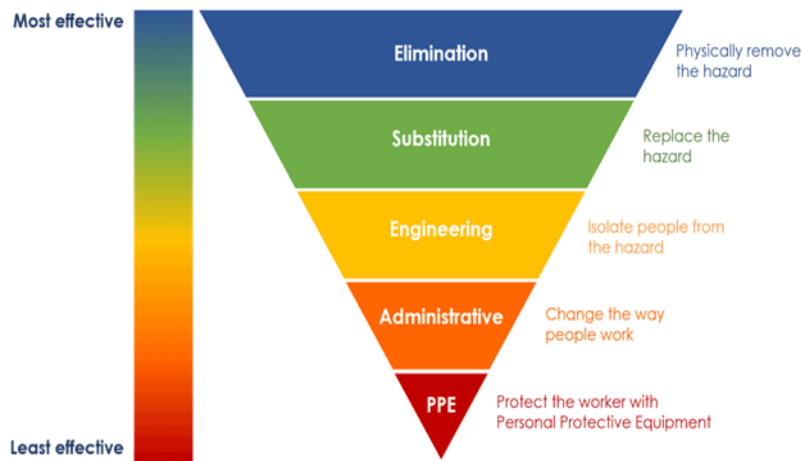 Most effective
Elimination
Physically remove
the hazard
Substitution
Replace the
hazard
Engineering
Isolate people from
the hazard
Administrative
Change the way
people work
PPE
Protect the worker with
Personal Protective Equipment
Least effective